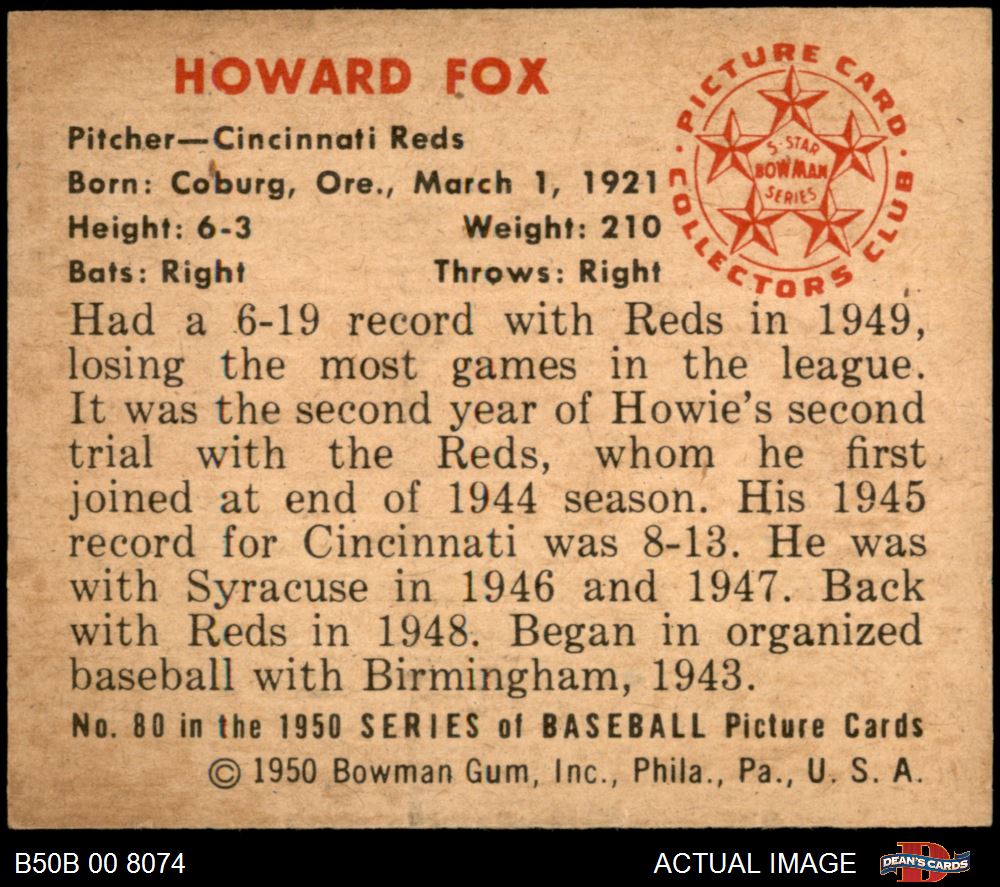 HOWARD FOX
Pitcher—Cincinnati Reds
Born: Coburg, Ore., March 1, 1921
Height: 6-3 Weight: 210
Bats: Right Throws: Right
PICTURE CARD
COLLECTORS CLUB
5-STAR
BOWMAN
SERIES
Had a 6-19 record with Reds in 1949,
losing the most games in the league.
It was the second year of Howie's second
trial with the Reds, whom he first
joined at end of 1944 season. His 1945
record for Cincinnati was 8-13. He was
with Syracuse in 1946 and 1947. Back
with Reds in 1948. Began in organized
baseball with Birmingham, 1943.
No. 80 in the 1950 SERIES of BASEBALL Picture Cards
© 1950 Bowman Gum, Inc., Phila., Pa., U. S. A.
B50B 00 8074 ACTUAL IMAGE DEAN'S CARDS